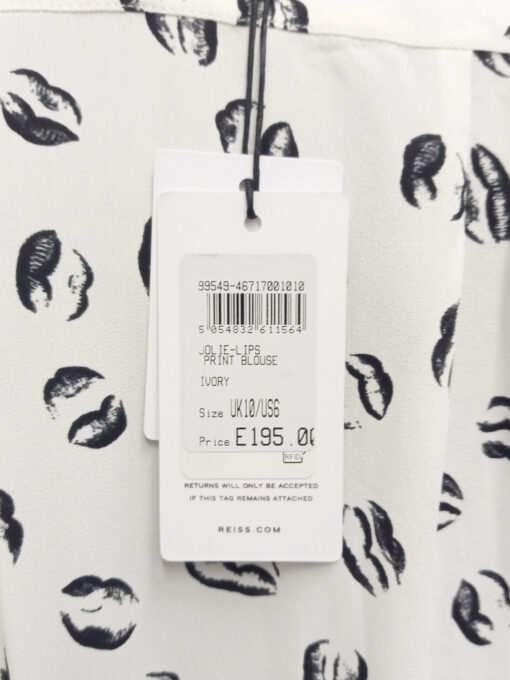 99549-46717001010
5 054832 611564
JOLIE-LIPS
PRINT BLOUSE
IVORY
Size UK10/US6
Price £195.00
RFID
RETURNS WILL ONLY BE ACCEPTED
IF THIS TAG REMAINS ATTACHED
REISS.COM